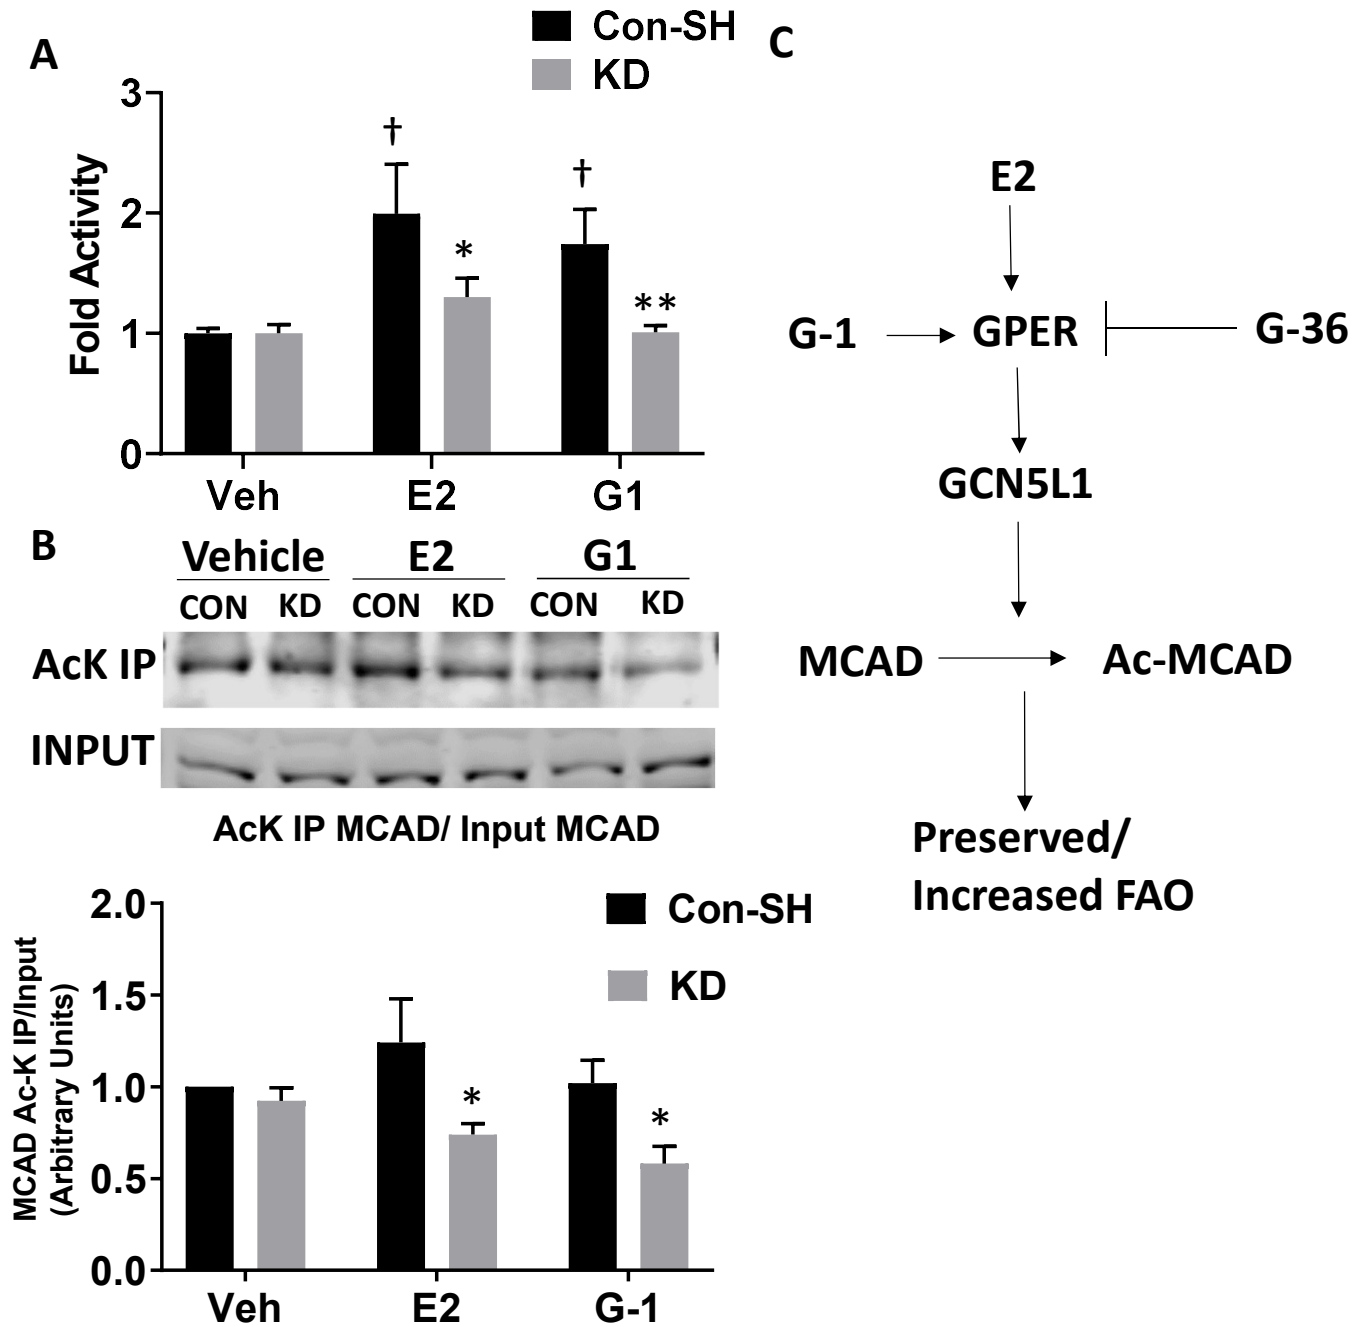 A
Con-SH
KD
3
2
1
0
Fold Activity
†
*
†
**
Veh E2 G1
B
Vehicle E2 G1
CON KD CON KD CON KD
AcK IP
INPUT
AcK IP MCAD/ Input MCAD
Con-SH
KD
2.0
1.5
1.0
0.5
0.0
MCAD Ac-K IP/Input
(Arbitrary Units)
*
*
Veh E2 G-1
C
E2
G-1 GPER G-36
GCN5L1
MCAD Ac-MCAD
Preserved/
Increased FAO